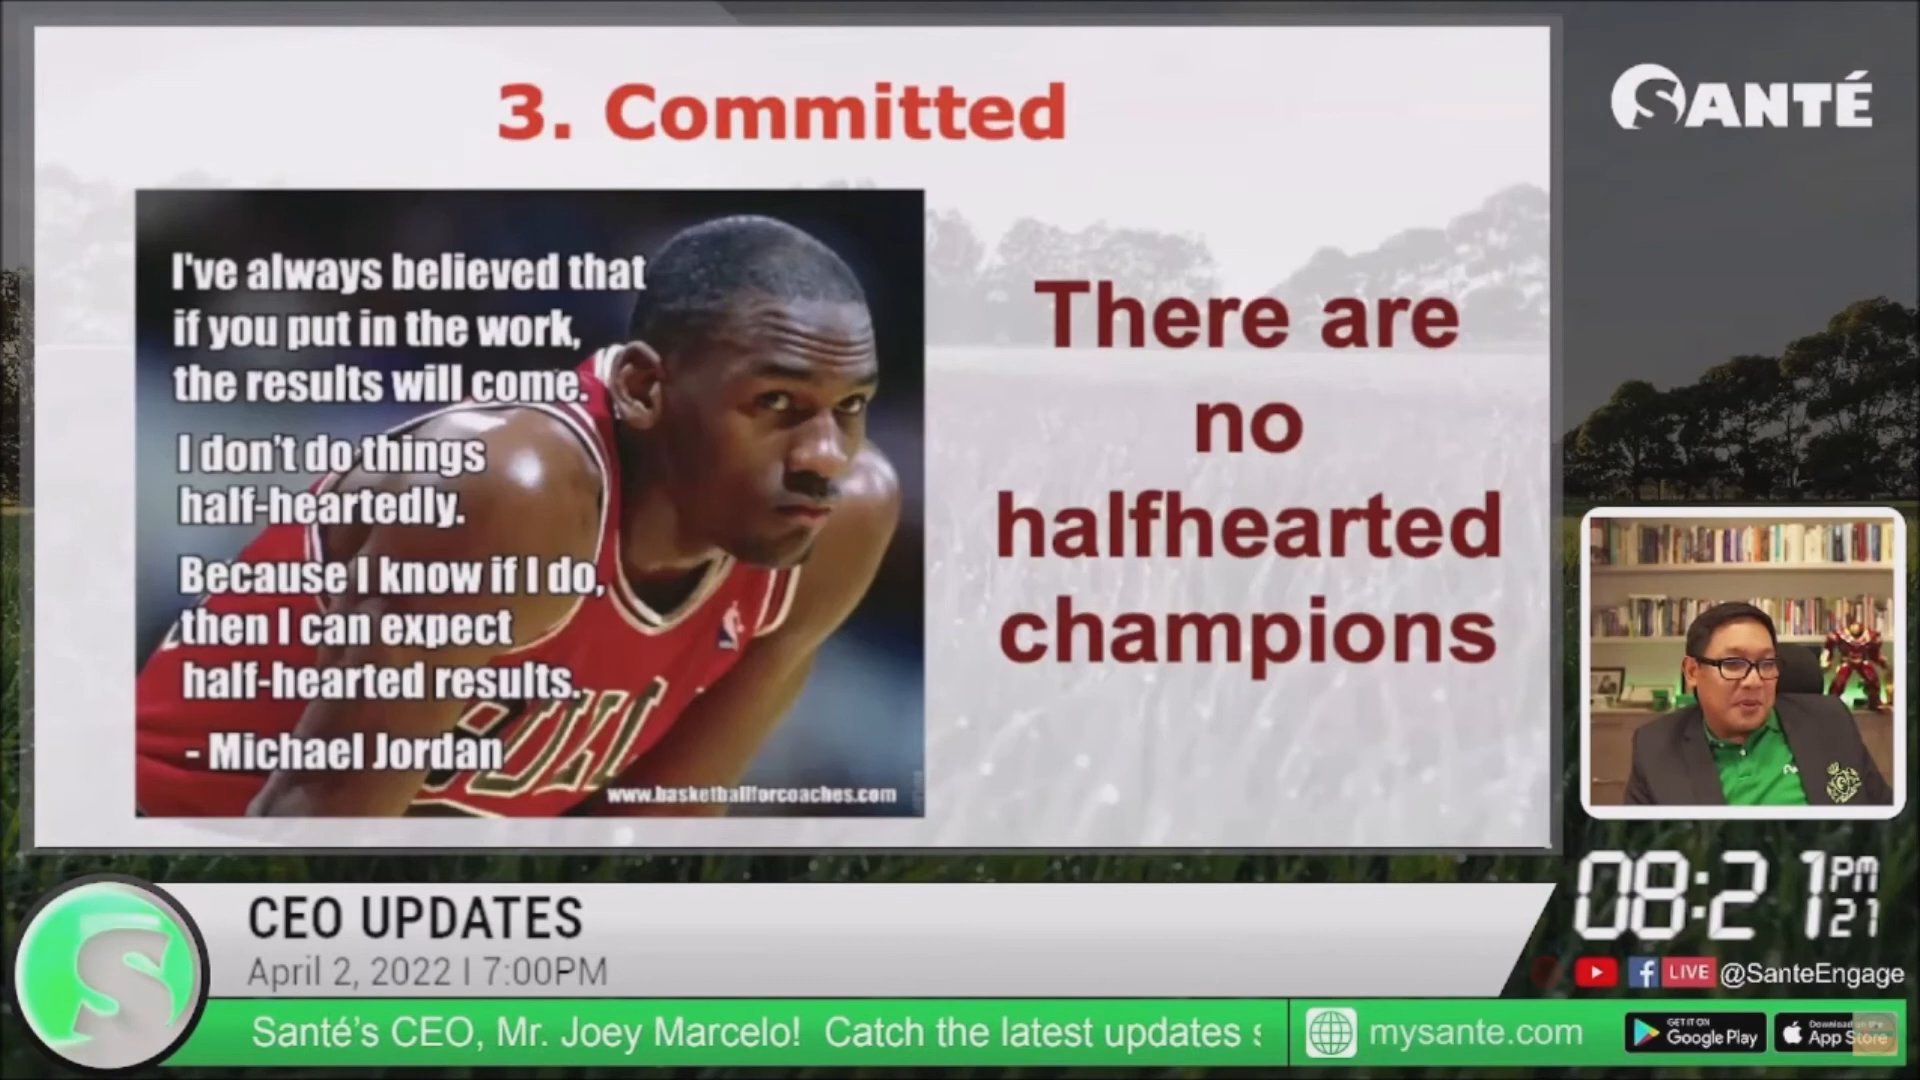 3. Committed
I've always believed that
if you put in the work,
the results will come.
I don't do things
half-heartedly.
Because I know if I do,
then I can expect
half-hearted results.
- Michael Jordan
www.basketballforcoaches.com
There are
no
halfhearted
champions
SANTÉ
08:21 PM
21
LIVE @SanteEngage
CEO UPDATES
April 2, 2022 | 7:00PM
Santé's CEO, Mr. Joey Marcelo! Catch the latest updates
mysante.com
GET IT ON
Google Play
Download on the
App Store